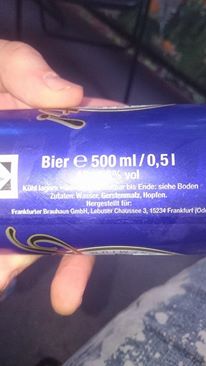 Bier ℮ 500 ml / 0,5 l
% vol
Kühl lagern bis Ende: siehe Boden
Zutaten: Wasser, Gerstenmalz, Hopfen.
Hergestellt für:
Frankfurter Brauhaus GmbH, Lebuser Chaussee 3, 15234 Frankfurt (Oder